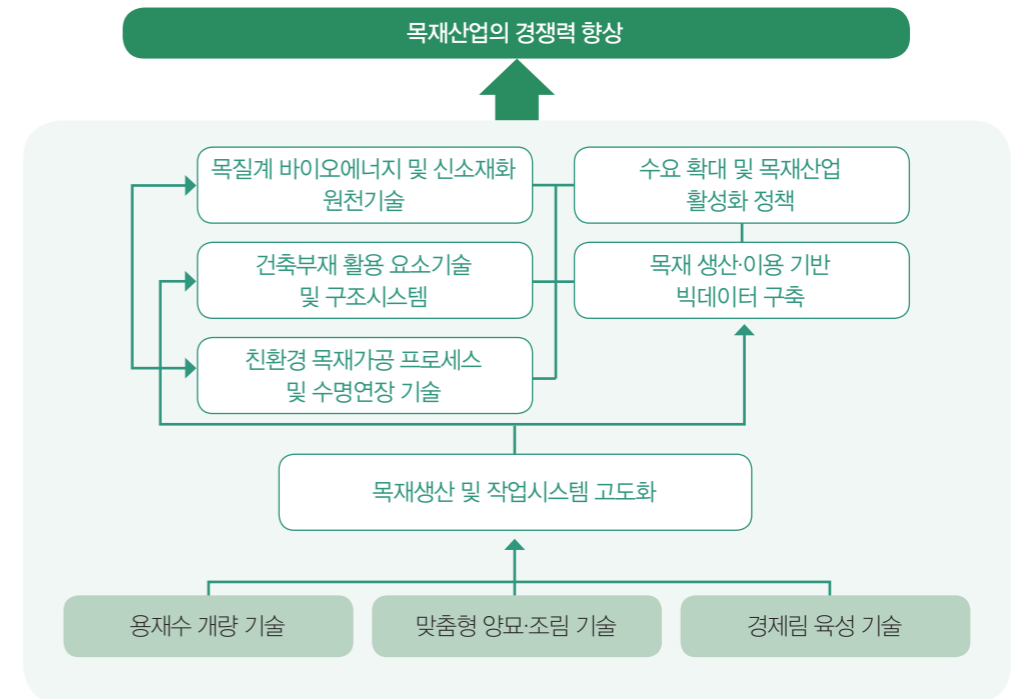 목재산업의 경쟁력 향상
목질계 바이오에너지 및 신소재화
원천기술
수요 확대 및 목재산업
활성화 정책
건축부재 활용 요소기술
및 구조시스템
목재 생산·이용 기반
빅데이터 구축
친환경 목재가공 프로세스
및 수명연장 기술
목재생산 및 작업시스템 고도화
용재수 개량 기술
맞춤형 양묘·조림 기술
경제림 육성 기술